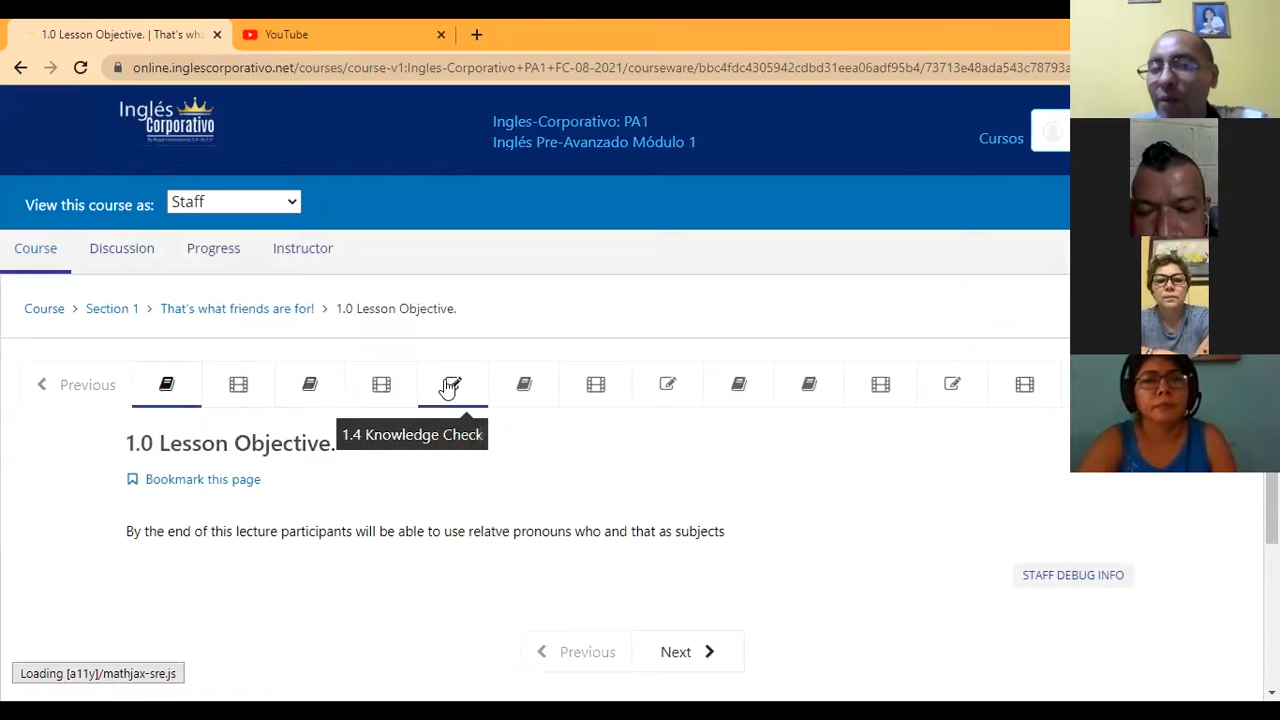 1.0 Lesson Objective. | That's wha
YouTube
online.inglescorporativo.net/courses/course-v1:Ingles-Corporativo+PA1+FC-08-2021/courseware/bbc4fdc4305942cdbd31eea06adf95b4/73713e48ada543c78793a
Inglés
Corporativo
Ingles-Corporativo: PA1
Inglés Pre-Avanzado Módulo 1
Cursos
View this course as:
Staff
Course
Discussion
Progress
Instructor
Course > Section 1 > That's what friends are for! > 1.0 Lesson Objective.
Previous
1.4 Knowledge Check
1.0 Lesson Objective.
Bookmark this page
By the end of this lecture participants will be able to use relatve pronouns who and that as subjects
STAFF DEBUG INFO
Previous
Next
Loading [a11y]/mathjax-sre.js